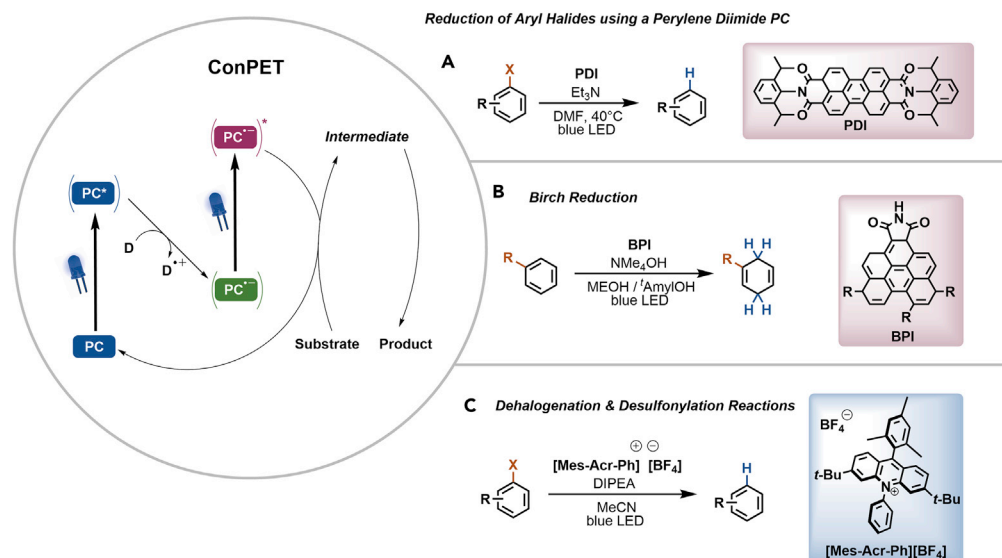 Reduction of Aryl Halides using a Perylene Diimide PC
ConPET
PC•− *
Intermediate
PC*
D
D•+
PC•−
PC
Substrate
Product
A
X
R
PDI
Et3N
DMF, 40°C
blue LED
H
R
O
O
N
N
O
O
PDI
B
Birch Reduction
R
BPI
NMe4OH
MEOH / tAmylOH
blue LED
H
H
R
H
H
H
O
N
O
R
R
R
BPI
C
Dehalogenation & Desulfonylation Reactions
X
R
⊕ ⊖
[Mes-Acr-Ph] [BF4]
DIPEA
MeCN
blue LED
H
R
BF4 ⊖
t-Bu
N ⊕
t-Bu
[Mes-Acr-Ph][BF4]